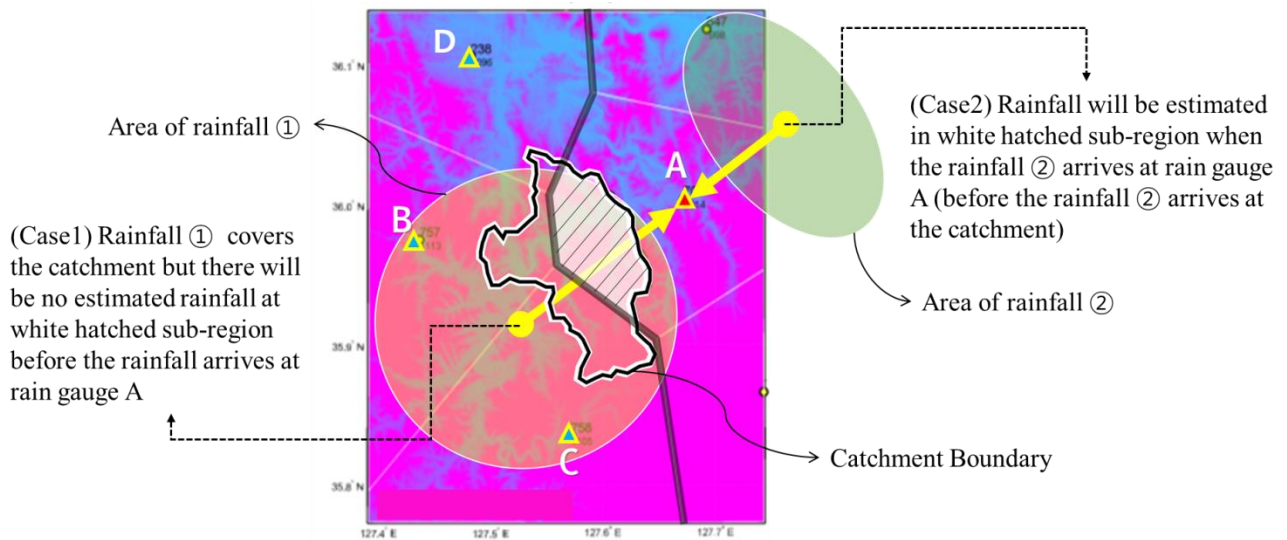 Area of rainfall ①
(Case1) Rainfall ① covers
the catchment but there will
be no estimated rainfall at
white hatched sub-region
before the rainfall arrives at
rain gauge A
36.1° N
36.0° N
35.9° N
35.8° N
127.4° E
127.5° E
127.6° E
127.7° E
D
238
A
B
757
C
758
(Case2) Rainfall will be estimated
in white hatched sub-region when
the rainfall ② arrives at rain gauge
A (before the rainfall ② arrives at
the catchment)
Area of rainfall ②
Catchment Boundary